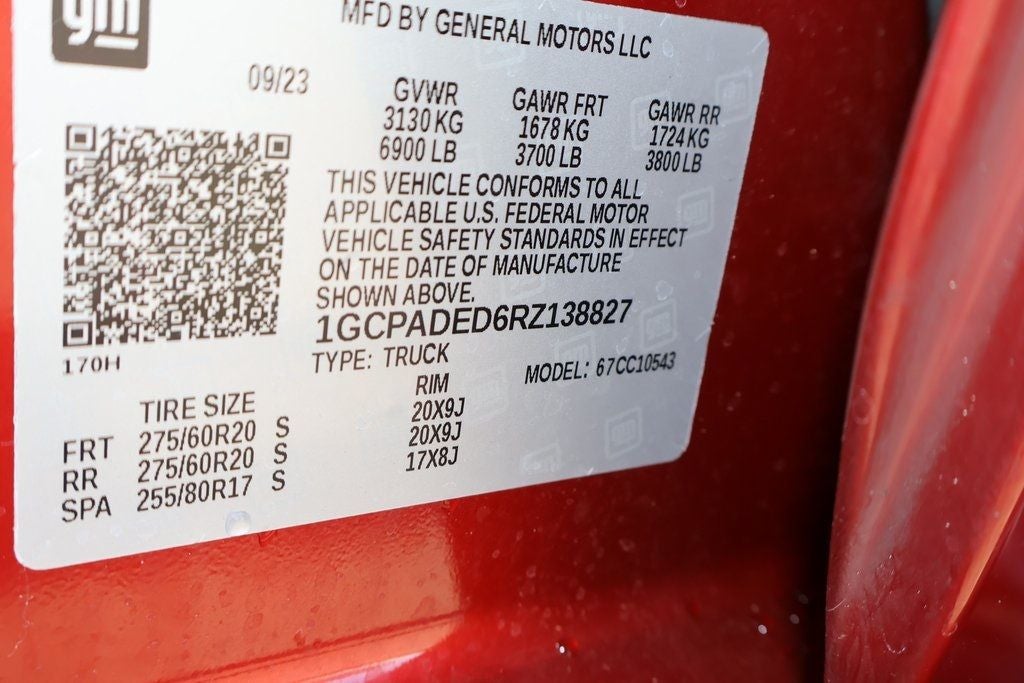 gm
MFD BY GENERAL MOTORS LLC
09/23
GVWR GAWR FRT GAWR RR
3130 KG 1678 KG 1724 KG
6900 LB 3700 LB 3800 LB
THIS VEHICLE CONFORMS TO ALL
APPLICABLE U.S. FEDERAL MOTOR
VEHICLE SAFETY STANDARDS IN EFFECT
ON THE DATE OF MANUFACTURE
SHOWN ABOVE.
1GCPADED6RZ138827
170H
TYPE: TRUCK MODEL: 67CC10543
TIRE SIZE RIM
FRT 275/60R20 S 20X9J
RR 275/60R20 S 20X9J
SPA 255/80R17 S 17X8J